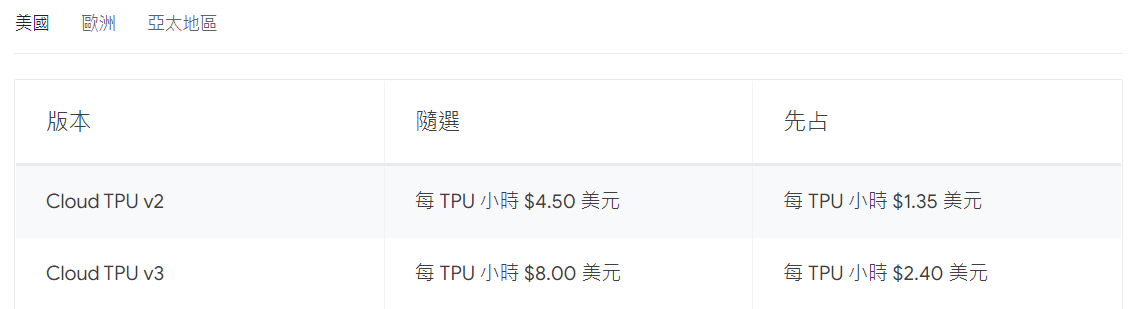 美國 歐洲 亞太地區
版本 隨選 先占
Cloud TPU v2 每 TPU 小時 $4.50 美元 每 TPU 小時 $1.35 美元
Cloud TPU v3 每 TPU 小時 $8.00 美元 每 TPU 小時 $2.40 美元